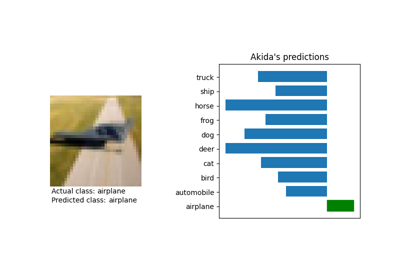 Akida's predictions
truck
ship
horse
frog
dog
deer
cat
bird
automobile
airplane
Actual class: airplane
Predicted class: airplane